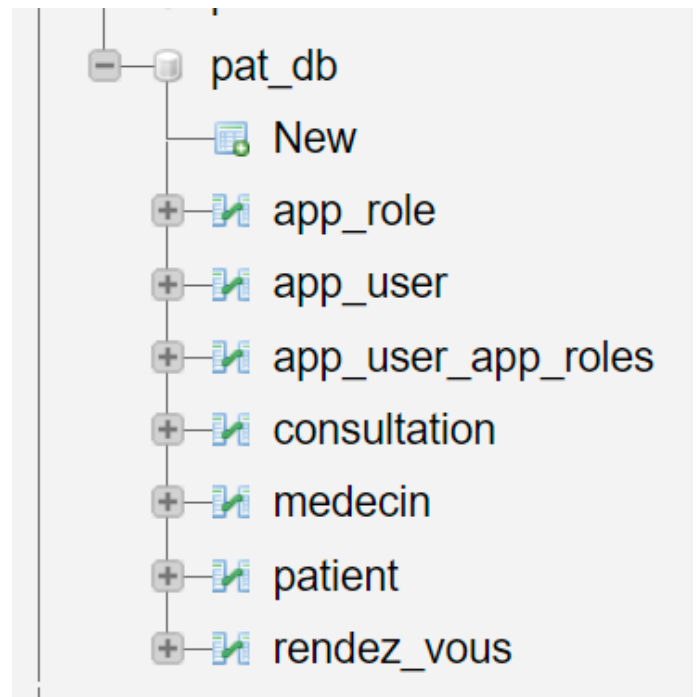 pat_db
New
app_role
app_user
app_user_app_roles
consultation
medecin
patient
rendez_vous